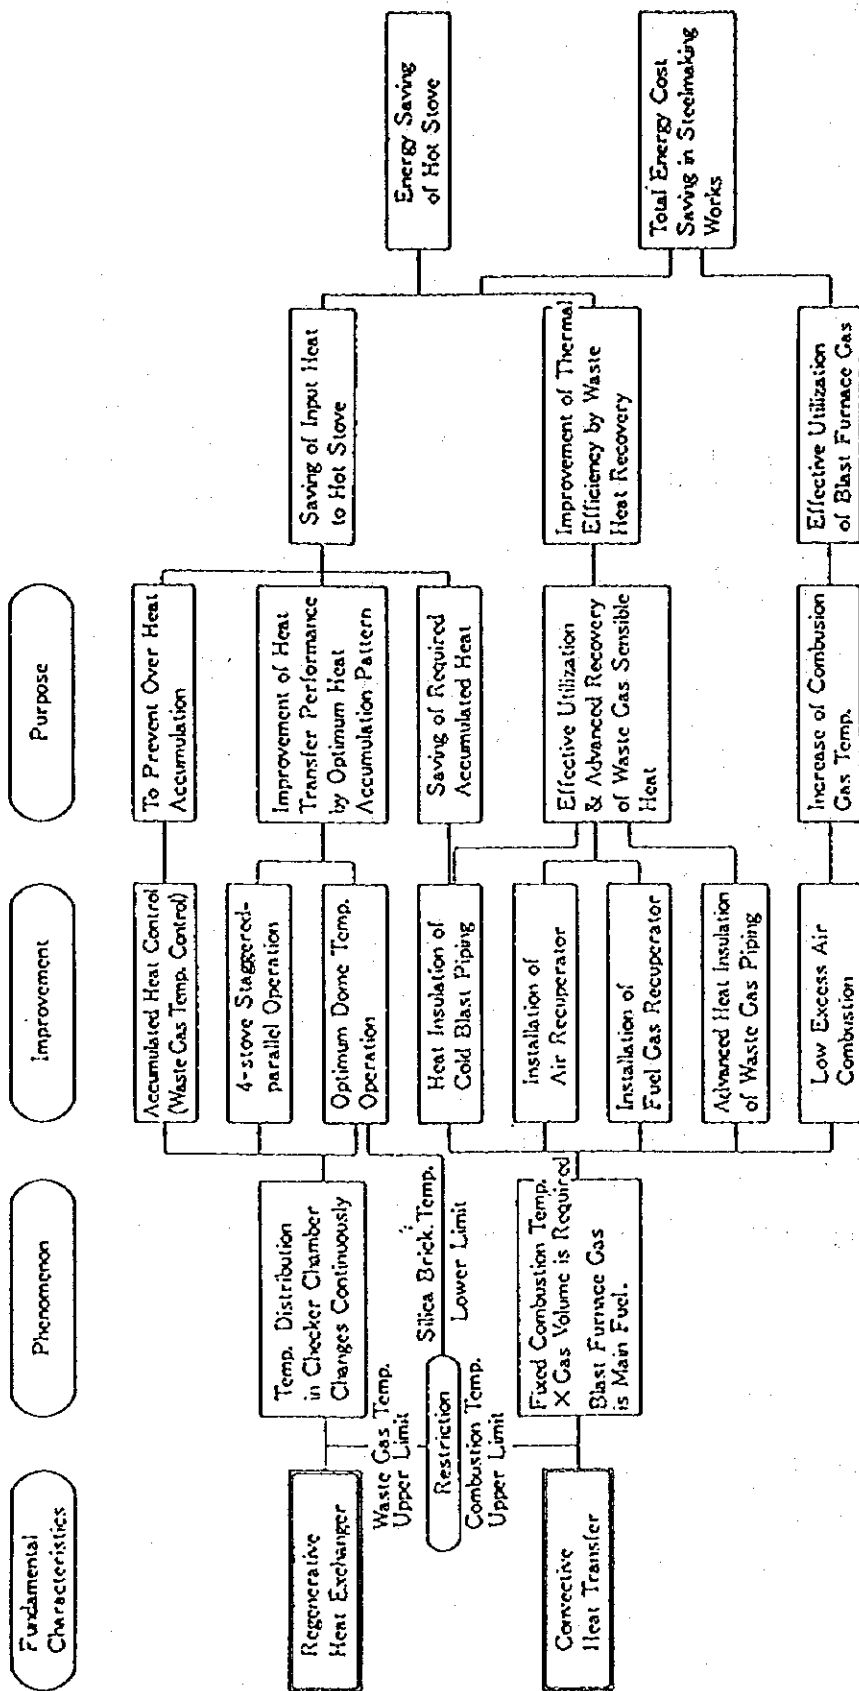 Fundamental
Characteristics
Phenomenon
Improvement
Purpose
Regenerative
Heat Exchanger
Waste Gas Temp.
Upper Limit
Restriction
Combustion Temp.
Upper Limit
Convective
Heat Transfer
Temp. Distribution
in Checker Chamber
Changes Continuously
Silica Brick Temp.
Lower Limit
Fixed Combustion Temp.
X Gas Volume is Required
Blast Furnace Gas
is Main Fuel.
Accumulated Heat Control
(Waste Gas Temp. Control)
4-stove Staggered-
parallel Operation
Optimum Dome Temp.
Operation
Heat Insulation of
Cold Blast Piping
Installation of
Air Recuperator
Installation of
Fuel Gas Recuperator
Advanced Heat Insulation
of Waste Gas Piping
Low Excess Air
Combustion
To Prevent Over Heat
Accumulation
Improvement of Heat
Transfer Performance
by Optimum Heat
Accumulation Pattern
Saving of Required
Accumulated Heat
Effective Utilization
& Advanced Recovery
of Waste Gas Sensible
Heat
Increase of Combusion
Gas Temp.
Saving of Input Heat
to Hot Stove
Improvement of Thermal
Efficiency by Waste
Heat Recovery
Effective Utilization
of Blast Furnace Gas
Energy Saving
of Hot Stove
Total Energy Cost
Saving in Steelmaking
Works